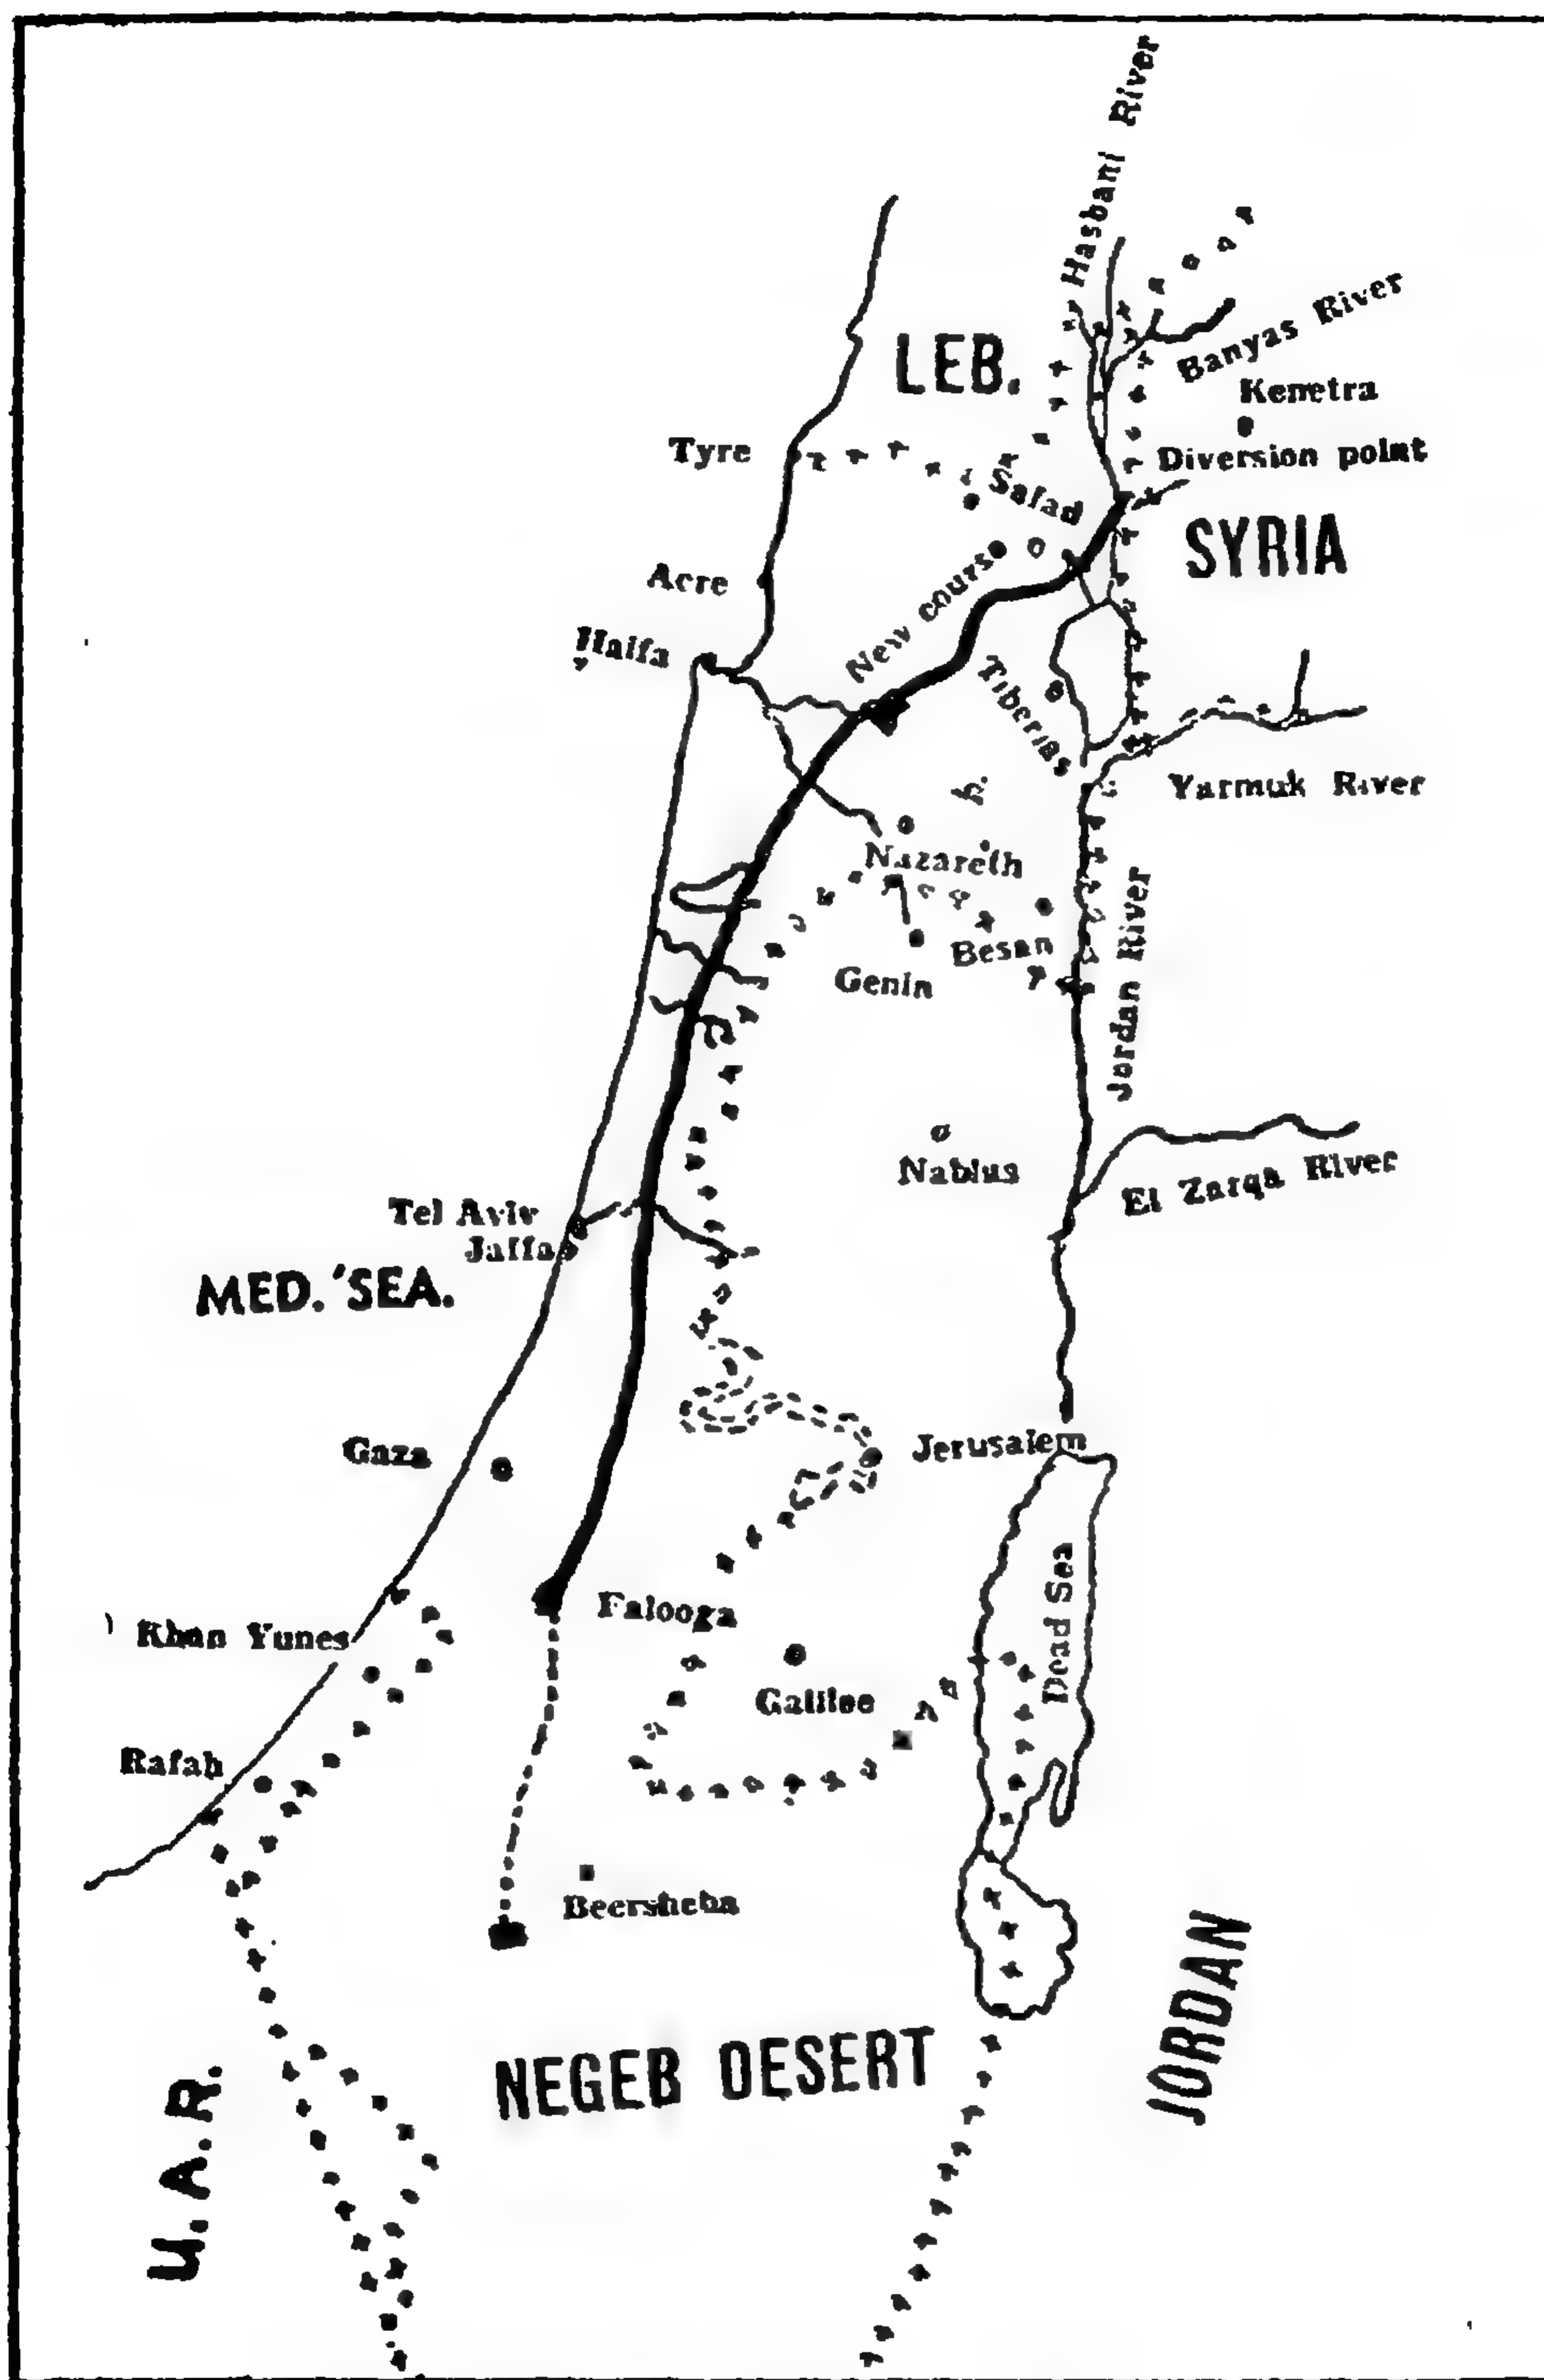 Hasbani River
Banyas River
LEB.
Kenetra
Tyre
Diversion point
Safad
SYRIA
Acre
New course
Haifa
Tiberias
Yarmuk River
Nazareth
Jordan River
Besan
Genin
Nablus
El Zarqa River
Tel Aviv
Jaffa
MED. 'SEA.
Jerusalem
Gaza
Dead Sea
Falooga
Khan Yunes
Galilee
Rafah
Beersheba
JORDAN
NEGEB DESERT
U.A.R.